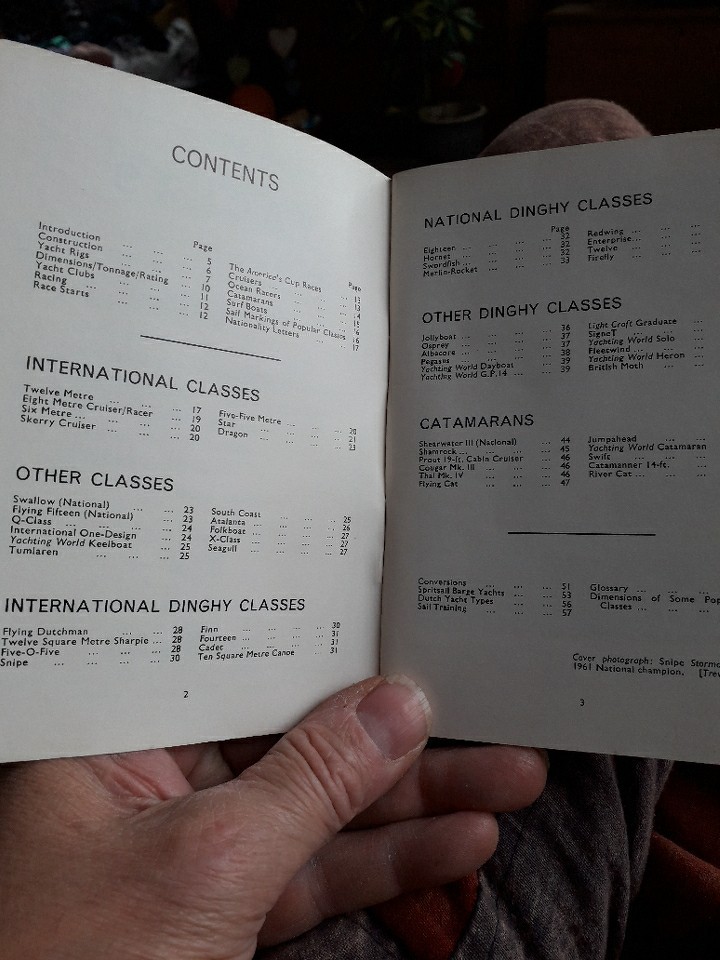 CONTENTS
Page
Introduction ... ... 5
Construction ... ... 6
Yacht Rigs ... ... 7
Dimensions/Tonnage/Rating ... 10
Yacht Clubs ... ... 11
Racing ... ... 12
Race Starts ... ... 12
Page
The America's Cup Races ... 13
Cruisers ... ... 13
Ocean Racers ... ... 14
Catamarans ... ... 15
Surf Boats ... ... 16
Sail Markings of Popular Classes 16
Nationality Letters ... 17
INTERNATIONAL CLASSES
Twelve Metre ... ... 17
Eight Metre Cruiser/Racer ... 19
Six Metre ... ... ... 20
Skerry Cruiser ... ... 20
Five-Five Metre ... ... 20
Star ... ... ... 21
Dragon ... ... ... 23
OTHER CLASSES
Swallow (National) ... 23
Flying Fifteen (National) ... 23
Q-Class ... ... ... 24
International One-Design ... 24
Yachting World Keelboat ... 25
Tumlaren ... ... 25
South Coast ... ... 25
Atalanta ... ... ... 26
Folkboat ... ... ... 27
X-Class ... ... ... 27
Seagull ... ... ... 27
INTERNATIONAL DINGHY CLASSES
Flying Dutchman ... ... 28
Twelve Square Metre Sharpie ... 28
Five-O-Five ... ... 28
Snipe ... ... ... 30
Finn ... ... ... 30
Fourteen ... ... ... 31
Cadet ... ... ... 31
Ten Square Metre Canoe ... 31
2
NATIONAL DINGHY CLASSES
Page
Eighteen ... ... ... 32
Hornet ... ... ... 32
Swordfish ... ... ... 32
Merlin-Rocket ... ... 33
Redwing ... ... ...
Enterprise ... ... ...
Twelve ... ... ...
Firefly ... ... ...
OTHER DINGHY CLASSES
Jollyboat ... ... ... 36
Osprey ... ... ... 37
Albacore ... ... ... 37
Pegasus ... ... ... 38
Yachting World Dayboat ... 39
Yachting World G.P.14 ... ... 39
Light Craft Graduate ...
SigneT ... ... ...
Yachting World Solo ...
Fleetwind ... ... ...
Yachting World Heron ...
British Moth ... ...
CATAMARANS
Shearwater III (National) ... 44
Shamrock ... ... ... 45
Prout 19-ft. Cabin Cruiser ... 46
Cougar Mk. III ... ... 46
Thai Mk. IV ... ... ... 46
Flying Cat ... ... ... 47
Jumpahead ... ...
Yachting World Catamaran
Swift ... ... ...
Catamanner 14-ft. ...
River Cat ... ... ...
Conversions ... ... ... 51
Spritsail Barge Yachts ... ... 53
Dutch Yacht Types ... ... 56
Sail Training ... ... ... 57
Glossary ... ... ...
Dimensions of Some Pop
Classes ... ...
Cover photograph: Snipe
1961 National champion.
3